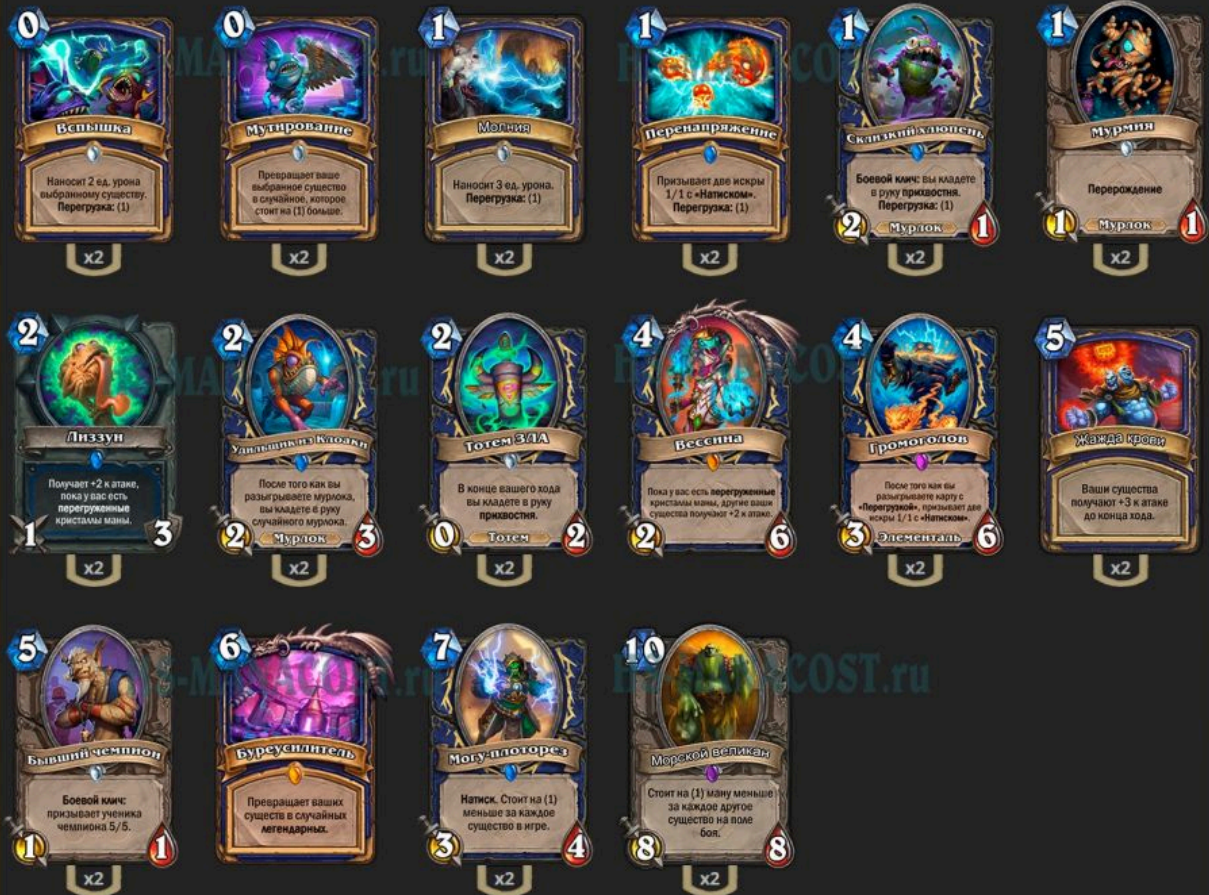 0
Вспышка
Наносит 2 ед. урона
выбранному существу.
Перегрузка: (1)
x2
0
Мутирование
Превращает ваше
выбранное существо
в случайное, которое
стоит на (1) больше.
x2
1
Молния
Наносит 3 ед. урона.
Перегрузка: (1)
x2
1
Перенапряжение
Призывает две искры
1/1 с «Натиском».
Перегрузка: (1)
x2
1
Склизкий хлюпень
Боевой клич: вы кладете
в руку прихвостня.
Перегрузка: (1)
2
Мурлок
1
x2
1
Мурмия
Перерождение
1
Мурлок
1
x2
2
Лиззун
Получает +2 к атаке,
пока у вас есть
перегруженные
кристаллы маны.
1
3
x2
2
Удильщик из Клоаки
После того как вы
разыгрываете мурлока,
вы кладете в руку
случайного мурлока.
2
Мурлок
3
x2
2
Тотем ЗЛА
В конце вашего хода
вы кладете в руку
прихвостня.
0
Тотем
2
x2
4
Вессина
Пока у вас есть перегруженные
кристаллы маны, другие ваши
существа получают +2 к атаке.
2
6
4
Громоголов
После того как вы
разыгрываете карту с
«Перегрузкой», призывает две
искры 1/1 с «Натиском».
3
Элементаль
6
x2
5
Жажда крови
Ваши существа
получают +3 к атаке
до конца хода.
x2
5
Бывший чемпион
Боевой клич:
призывает ученика
чемпиона 5/5.
1
1
x2
6
Буреусилитель
Превращает ваших
существ в случайных
легендарных.
7
Могу-плоторез
Натиск. Стоит на (1)
меньше за каждое
существо в игре.
3
4
x2
10
Морской великан
Стоит на (1) ману меньше
за каждое другое
существо на поле
боя.
8
8
x2
HS-MANACOST.ru